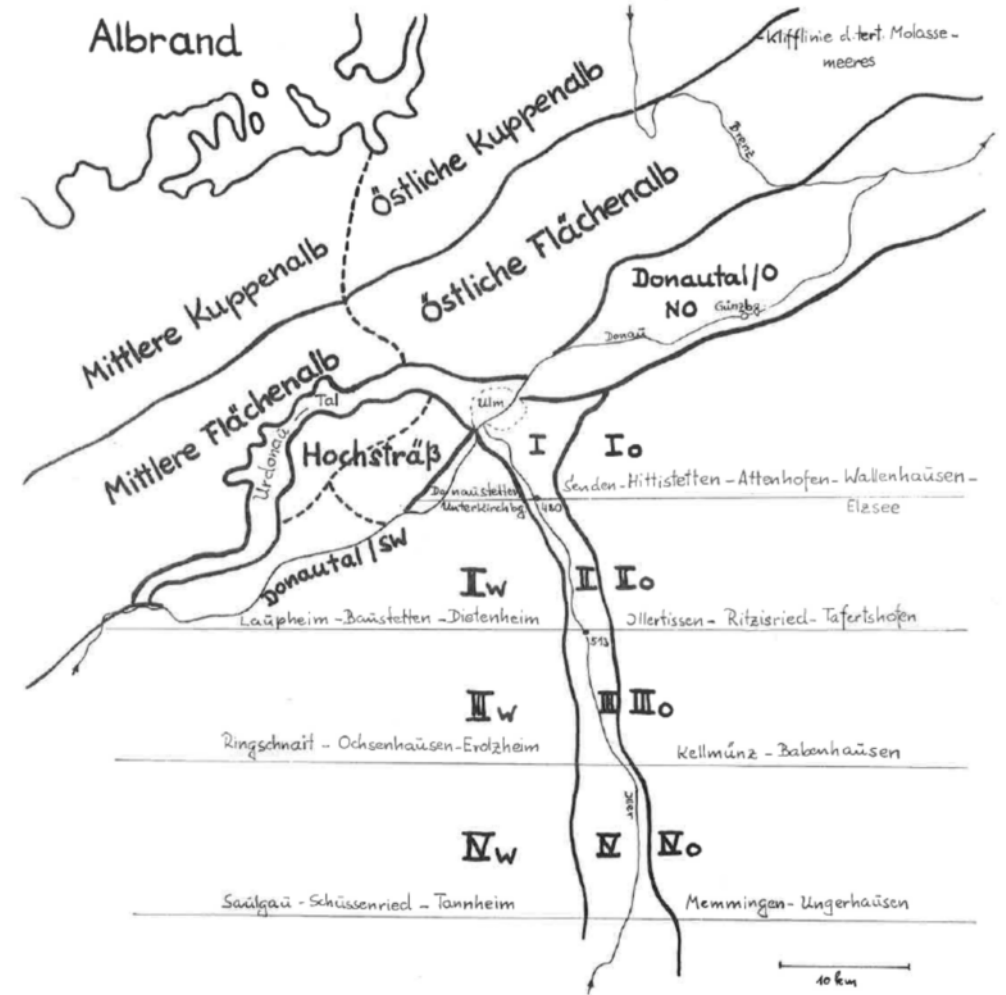 Albrand
Klifflinie d. tert. Molasse-
meeres
Östliche Kuppenalb
Brenz
Östliche Flächenalb
Mittlere Kuppenalb
Donautal/O
NO
Günzbg.
Donau
Mittlere Flächenalb
Urdonau - Tal
Ulm
Hochsträß
I
Io
Senden-Hittistetten-Attenhofen-Wallenhausen-
Elzsee
Donaustetten
Unterkirchbg
480
Donautal/SW
Iw
II
IIo
Laupheim - Baustetten - Dietenheim
Illertissen - Ritzisried - Tafertshofen
513
IIIw
III
IIIo
Ringschnait - Ochsenhausen-Erolzheim
Kellmünz - Babenhausen
Iller
IVw
IV
IVo
Saulgau - Schussenried - Tannheim
Memmingen - Ungerhausen
10 km